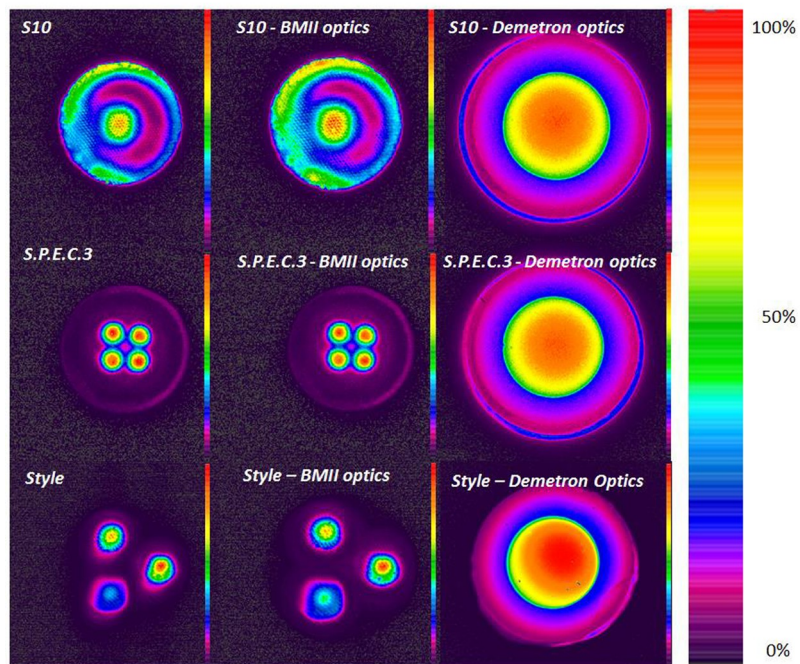 S10
S10 - BMII optics
S10 - Demetron optics
100%
S.P.E.C.3
S.P.E.C.3 - BMII optics
S.P.E.C.3 - Demetron optics
50%
Style
Style – BMII optics
Style – Demetron Optics
0%